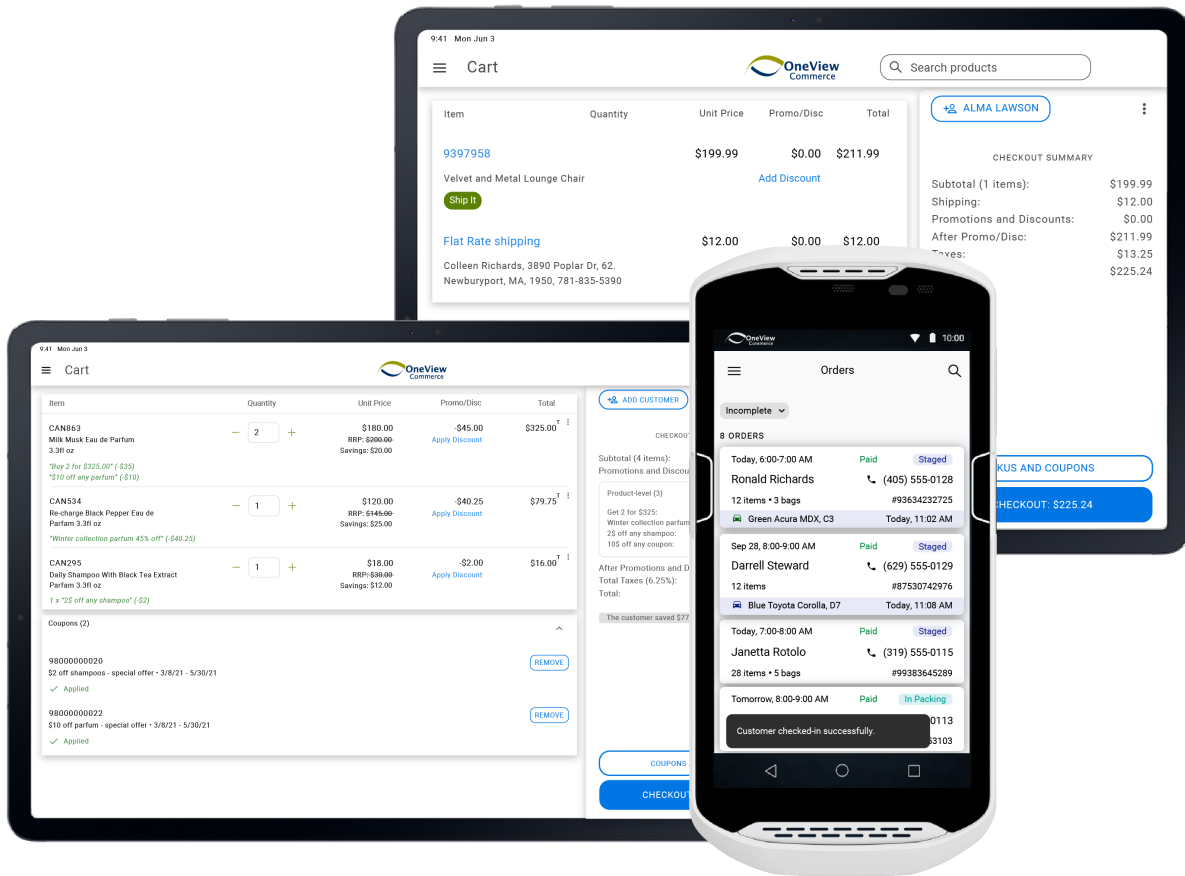 9:41 Mon Jun 3
Cart
OneView
Commerce
Search products
Item Quantity Unit Price Promo/Disc Total
9397958 $199.99 $0.00 $211.99
Velvet and Metal Lounge Chair Add Discount
Ship It
Flat Rate shipping $12.00 $0.00 $12.00
Colleen Richards, 3890 Poplar Dr, 62.
Newburyport, MA, 1950, 781-835-5390
ALMA LAWSON
CHECKOUT SUMMARY
Subtotal (1 items): $199.99
Shipping: $12.00
Promotions and Discounts: $0.00
After Promo/Disc: $211.99
Taxes: $13.25
$225.24
KUS AND COUPONS
CHECKOUT: $225.24
9:41 Mon Jun 3
Cart
OneView
Commerce
Item Quantity Unit Price Promo/Disc Total
CAN863 2 $180.00 -$45.00 $325.00 T
Milk Musk Eau de Parfum RRP: $200.00 Apply Discount
3.3fl oz Savings: $20.00
"Buy 2 for $325.00" (-$35)
"$10 off any parfum" (-$10)
CAN534 1 $120.00 -$40.25 $79.75 T
Re-charge Black Pepper Eau de RRP: $145.00 Apply Discount
Parfam 3.3fl oz Savings: $25.00
"Winter collection parfum 45% off" (-$40.25)
CAN295 1 $18.00 -$2.00 $16.00 T
Daily Shampoo With Black Tea Extract RRP: $30.00 Apply Discount
Parfam 3.3fl oz Savings: $12.00
1 x "2$ off any shampoo" (-$2)
Coupons (2)
98000000020 REMOVE
$2 off shampoos - special offer • 3/8/21 - 5/30/21
Applied
98000000022 REMOVE
$10 off parfum - special offer • 3/8/21 - 5/30/21
Applied
ADD CUSTOMER
CHECKOU
Subtotal (4 items):
Promotions and Discou
Product-level (3)
Get 2 for $325:
Winter collection parfum
2$ off any shampoo:
10$ off any coupon:
After Promotions and D
Total Taxes (6.25%):
Total:
The customer saved $77
COUPONS
CHECKOUT
OneView
Commerce
10:00
Orders
Incomplete
8 ORDERS
Today, 6:00-7:00 AM Paid Staged
Ronald Richards (405) 555-0128
12 items • 3 bags #93634232725
Green Acura MDX, C3 Today, 11:02 AM
Sep 28, 8:00-9:00 AM Paid Staged
Darrell Steward (629) 555-0129
12 items #87530742976
Blue Toyota Corolla, D7 Today, 11:08 AM
Today, 7:00-8:00 AM Paid Staged
Janetta Rotolo (319) 555-0115
28 items • 5 bags #99383645289
Tomorrow, 8:00-9:00 AM Paid In Packing
0113
53103
Customer checked-in successfully.